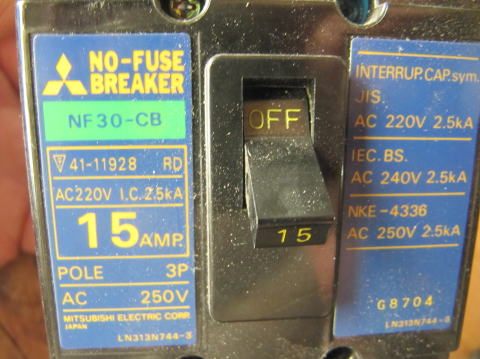 NO-FUSE
BREAKER
NF30-CB
41-11928 RD
AC220V I.C.2.5kA
15AMP.
POLE 3P
AC 250V
MITSUBISHI ELECTRIC CORP.
JAPAN
LN313N744-3
OFF
15
INTERRUP.CAP.sym.
JIS.
AC 220V 2.5kA
IEC.BS.
AC 240V 2.5kA
NKE-4336
AC 250V 2.5kA
G8704
LN313N744-3